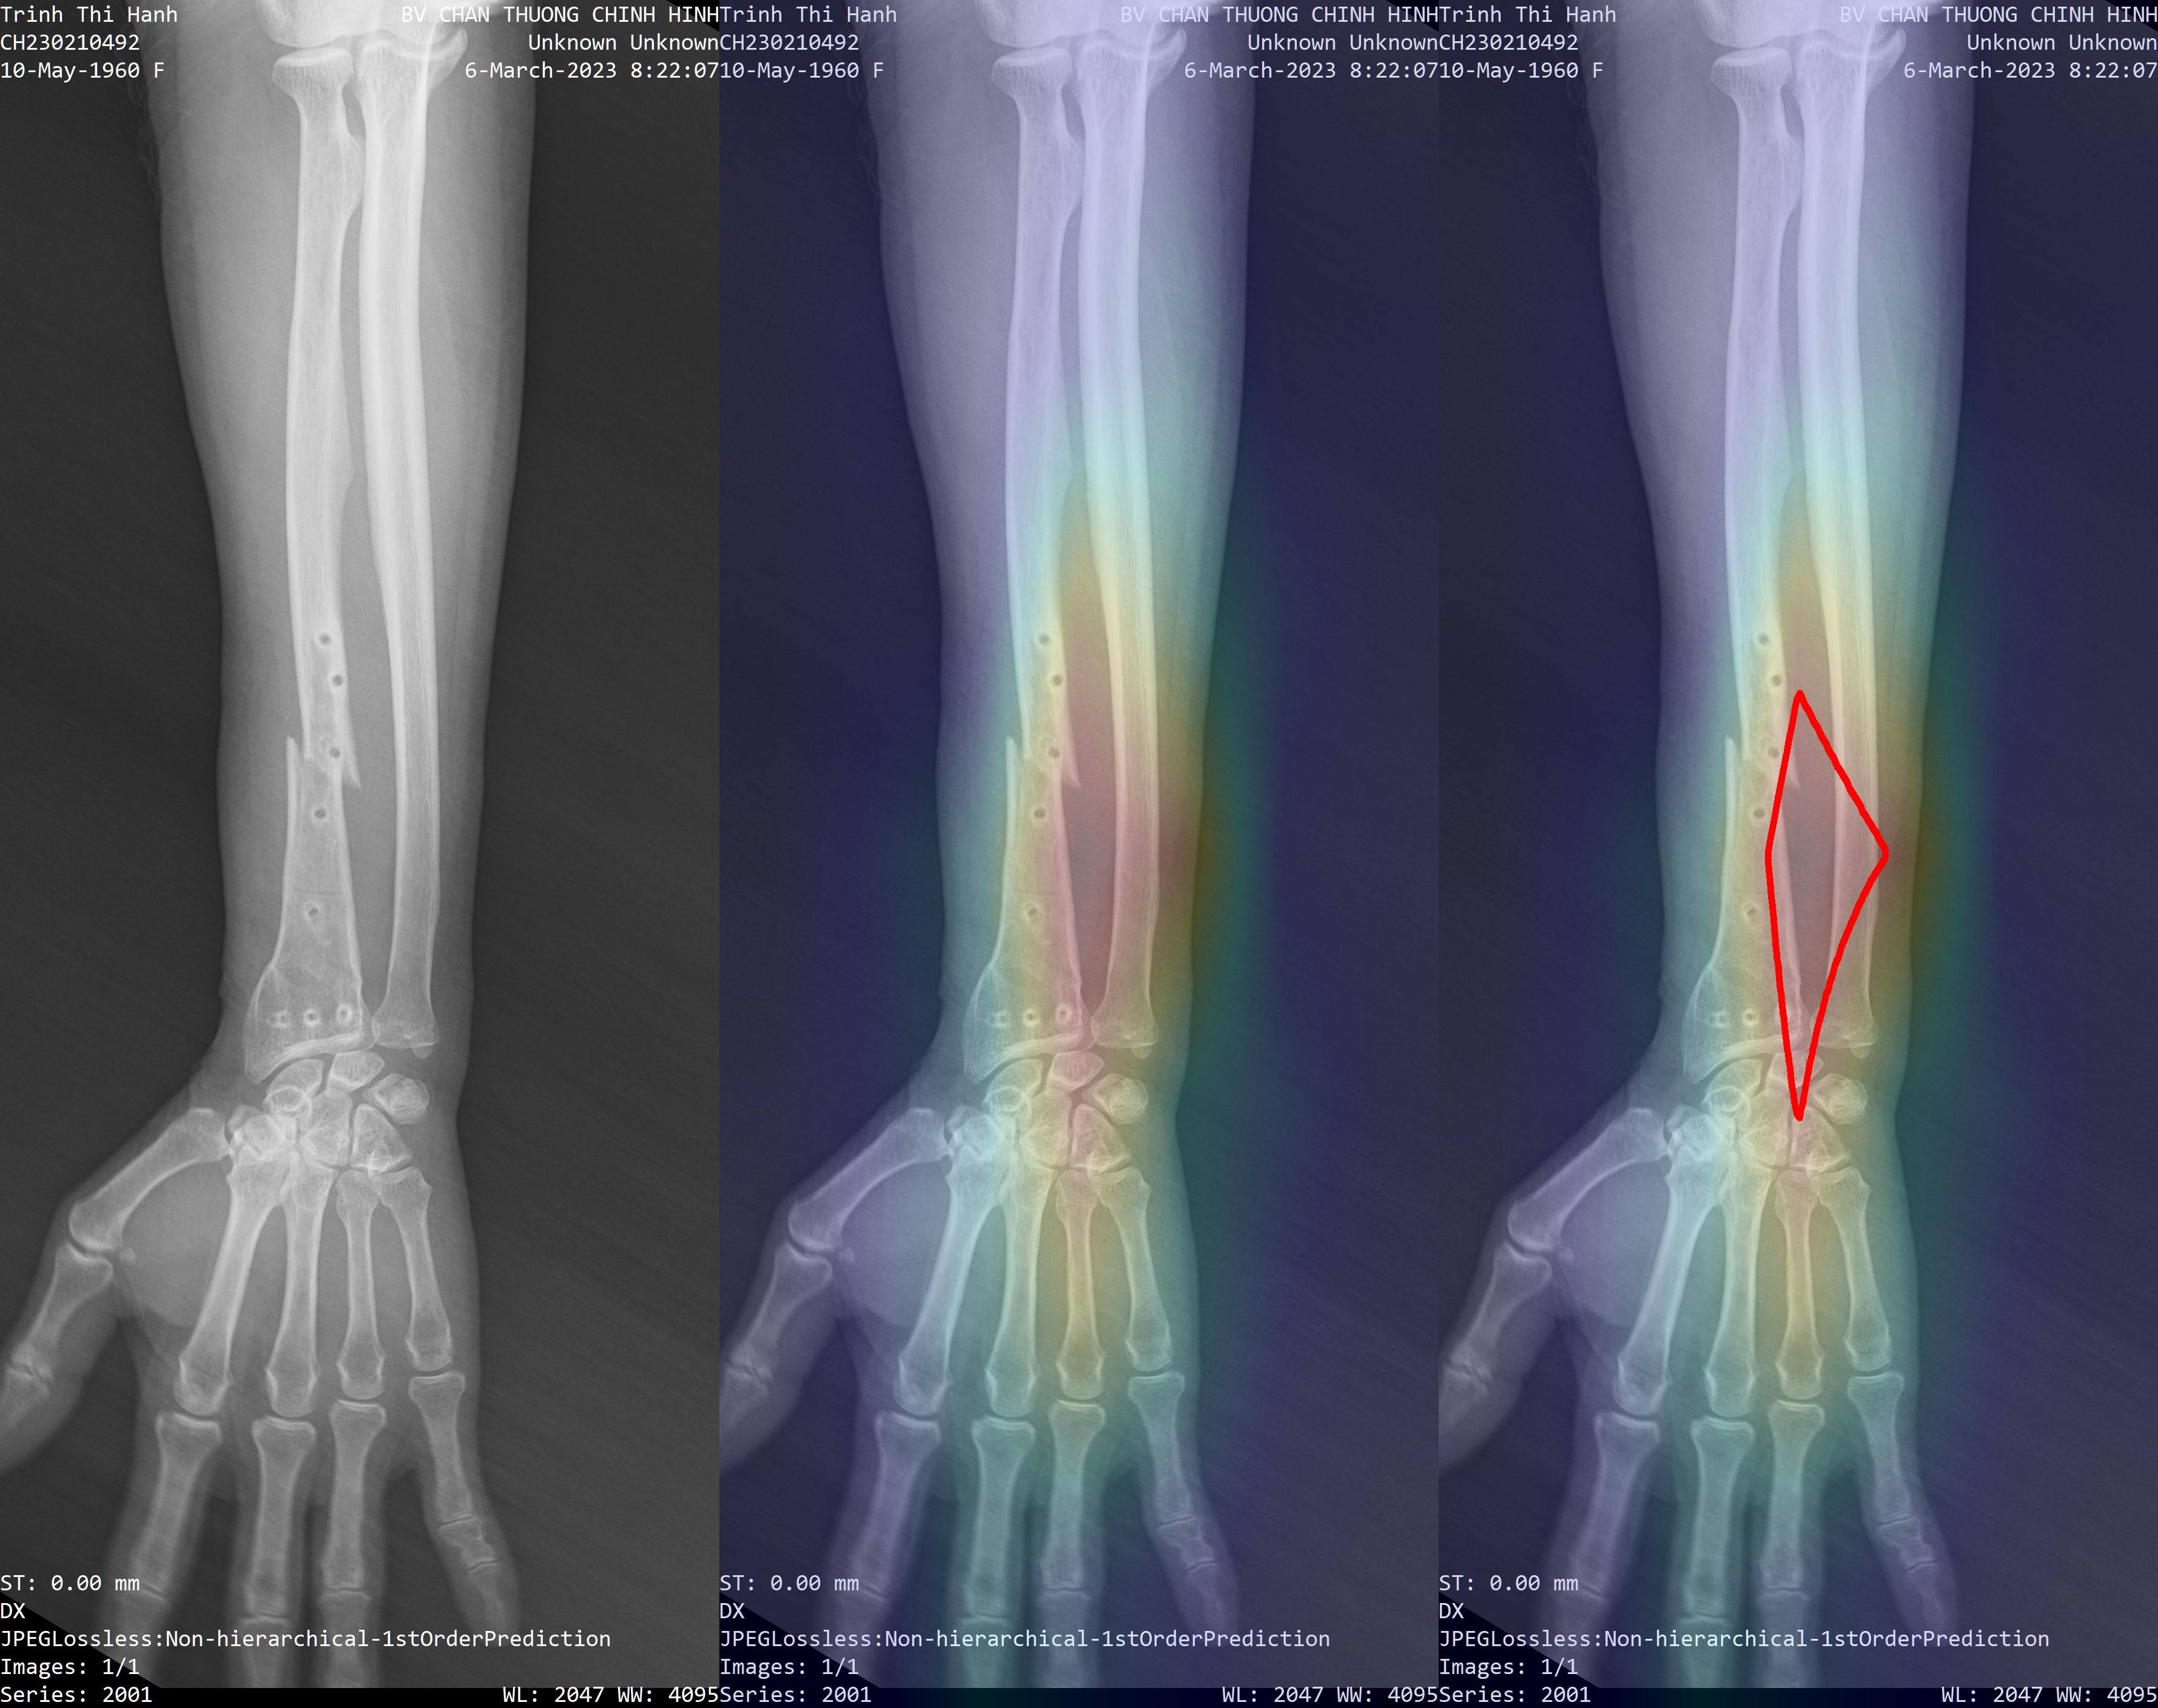 Trinh Thi Hanh
CH230210492
10-May-1960 F
BV CHAN THUONG CHINH HINH
Unknown Unknown
6-March-2023 8:22:07
ST: 0.00 mm
DX
JPEGLossless:Non-hierarchical-1stOrderPrediction
Images: 1/1
Series: 2001
WL: 2047 WW: 4095
Trinh Thi Hanh
CH230210492
10-May-1960 F
BV CHAN THUONG CHINH HINH
Unknown Unknown
6-March-2023 8:22:07
ST: 0.00 mm
DX
JPEGLossless:Non-hierarchical-1stOrderPrediction
Images: 1/1
Series: 2001
WL: 2047 WW: 4095
Trinh Thi Hanh
CH230210492
10-May-1960 F
BV CHAN THUONG CHINH HINH
Unknown Unknown
6-March-2023 8:22:07
ST: 0.00 mm
DX
JPEGLossless:Non-hierarchical-1stOrderPrediction
Images: 1/1
Series: 2001
WL: 2047 WW: 4095